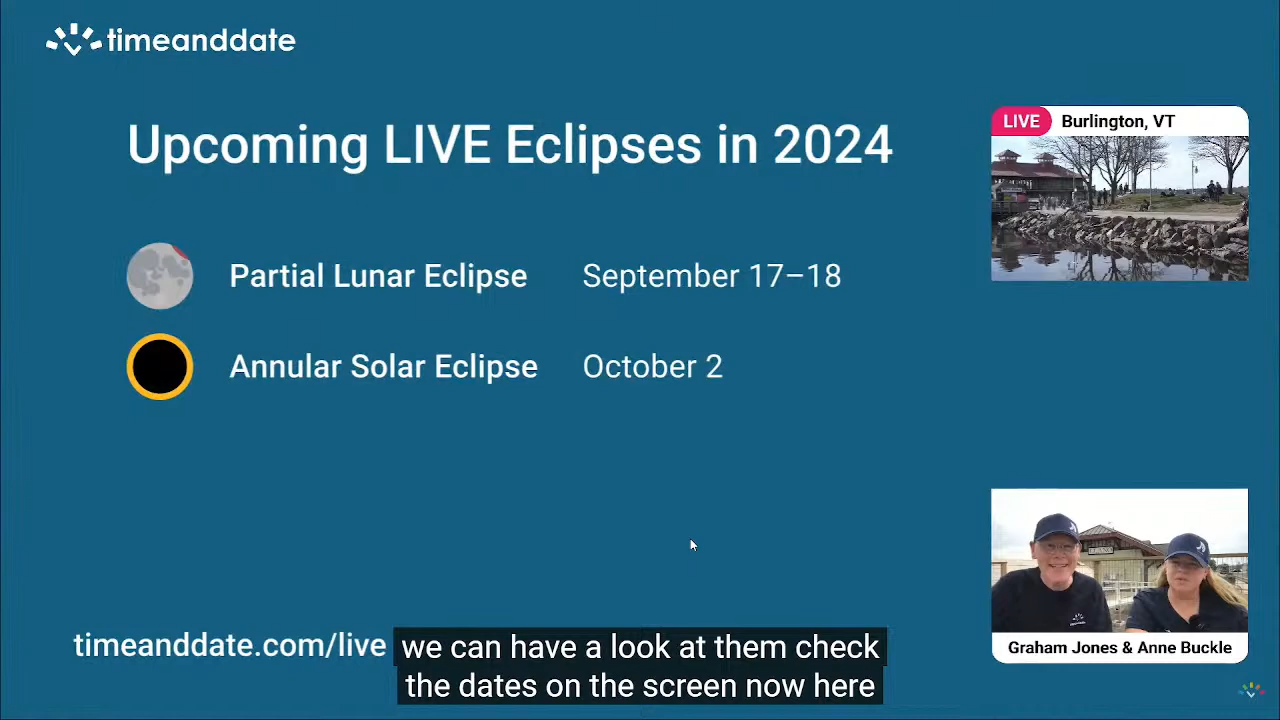 timeanddate
Upcoming LIVE Eclipses in 2024
LIVE Burlington, VT
Partial Lunar Eclipse September 17–18
Annular Solar Eclipse October 2
Graham Jones & Anne Buckle
timeanddate.com/live
we can have a look at them check
the dates on the screen now here